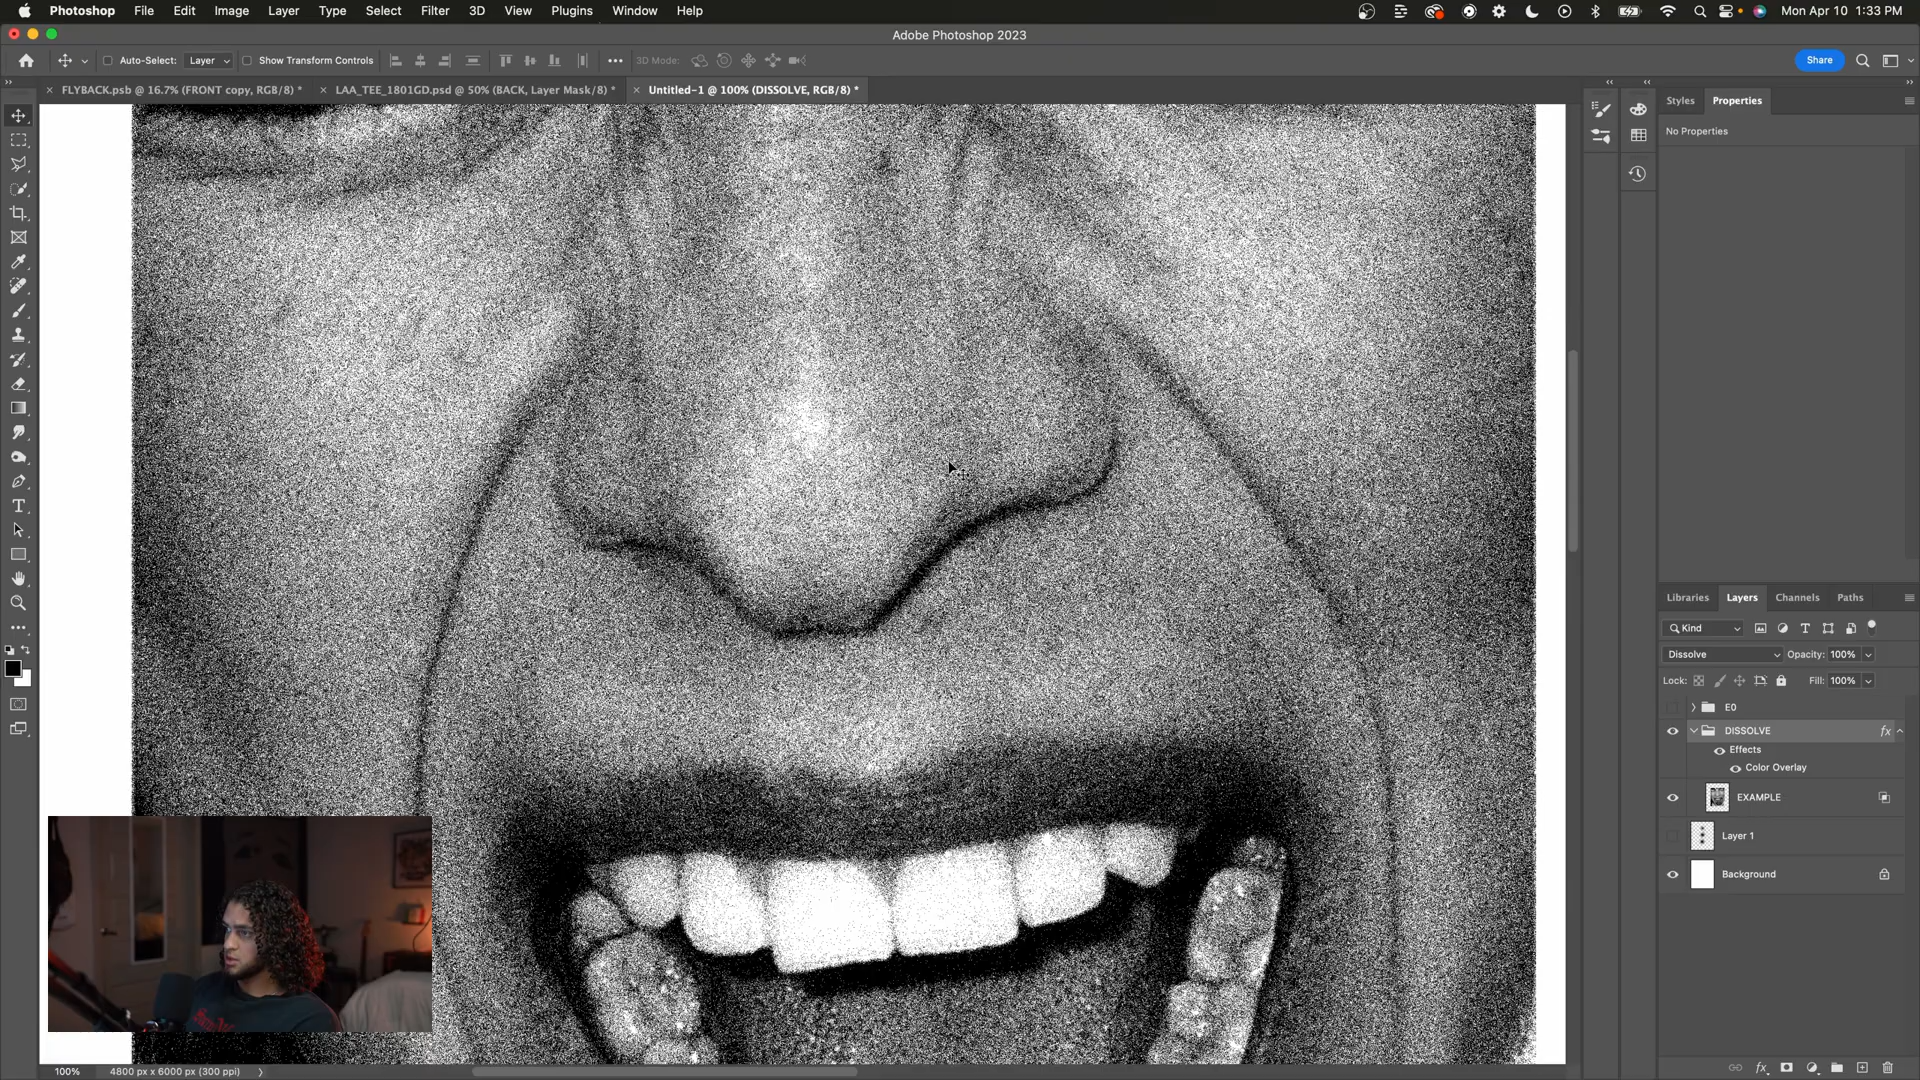 Photoshop File Edit Image Layer Type Select Filter 3D View Plugins Window Help Mon Apr 10 1:33 PM
Adobe Photoshop 2023
Auto-Select: Layer Show Transform Controls 3D Mode: Share
FLYBACK.psb @ 16.7% (FRONT copy, RGB/8) * LAA_TEE_1801GD.psd @ 50% (BACK, Layer Mask/8) * Untitled-1 @ 100% (DISSOLVE, RGB/8) *
Styles Properties
No Properties
Libraries Layers Channels Paths
Kind
Dissolve Opacity: 100%
Lock: Fill: 100%
E0
DISSOLVE fx
Effects
Color Overlay
EXAMPLE
Layer 1
Background
100% 4800 px x 6000 px (300 ppi)
fx